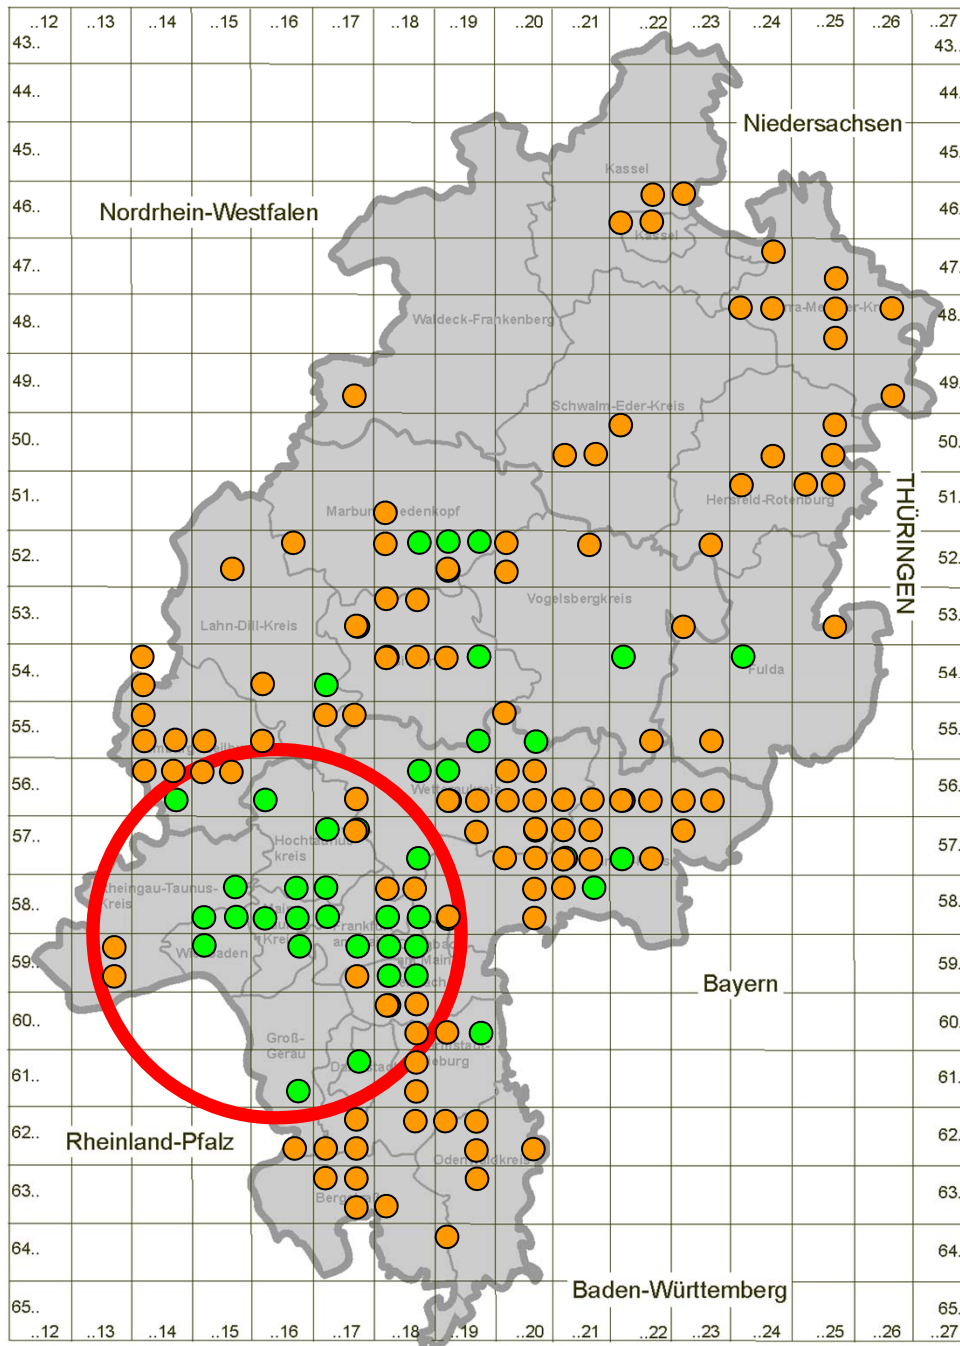 ..12 ..13 ..14 ..15 ..16 ..17 ..18 ..19 ..20 ..21 ..22 ..23 ..24 ..25 ..26 ..27
43.. 43..
44.. 44..
Niedersachsen
45.. 45..
Kassel
46.. 46..
Nordrhein-Westfalen
Kassel
47.. 47..
48.. Waldeck-Frankenberg 48..
49.. 49..
Schwalm-Eder-Kreis
50.. 50..
THÜRINGEN
51.. Hersfeld-Rotenburg 51..
52.. 52..
Vogelsbergkreis
53.. Lahn-Dill-Kreis 53..
54.. Fulda 54..
55.. 55..
56.. 56..
57.. Hochtaunus 57..
kreis
Rheingau-Taunus-
Kreis
58.. 58..
am Main
59.. 59..
Bayern
60.. Groß-
Gerau 60..
61.. 61..
Rheinland-Pfalz
62.. 62..
63.. 63..
64.. 64..
Baden-Württemberg
65.. 65..
..12 ..13 ..14 ..15 ..16 ..17 ..18 ..19 ..20 ..21 ..22 ..23 ..24 ..25 ..26 ..27